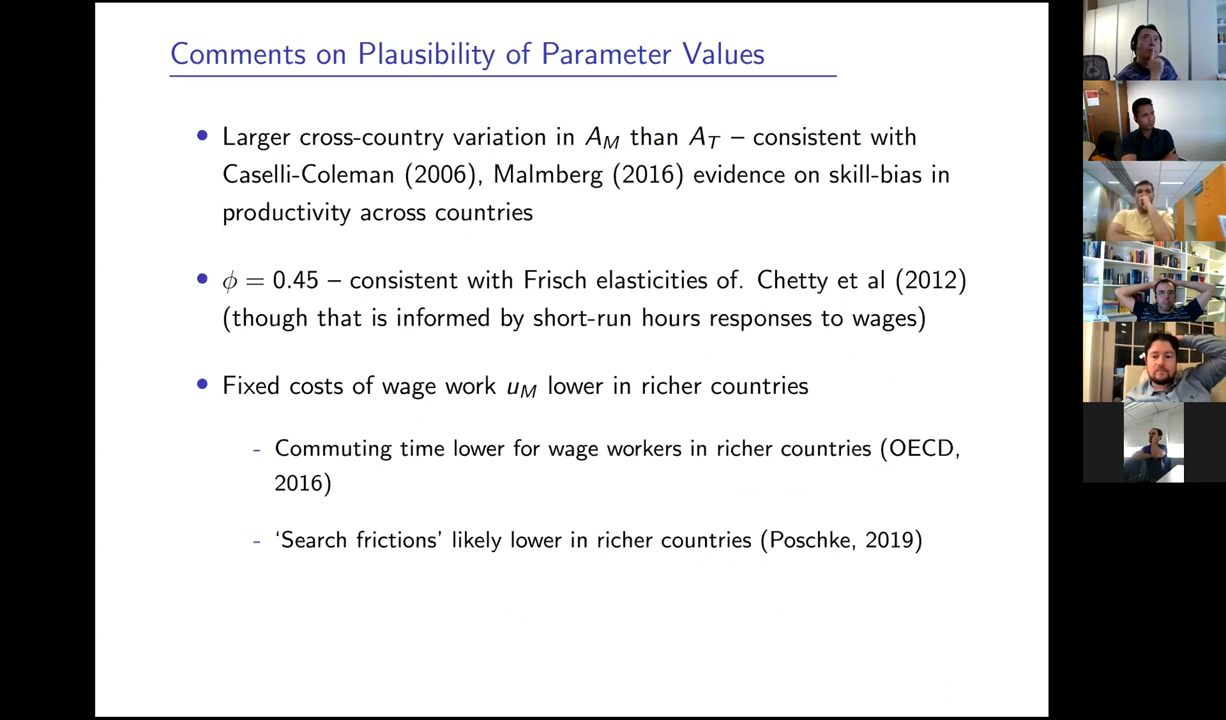 Comments on Plausibility of Parameter Values
• Larger cross-country variation in A_M than A_T – consistent with
Caselli-Coleman (2006), Malmberg (2016) evidence on skill-bias in
productivity across countries
• ϕ = 0.45 – consistent with Frisch elasticities of. Chetty et al (2012)
(though that is informed by short-run hours responses to wages)
• Fixed costs of wage work u_M lower in richer countries
- Commuting time lower for wage workers in richer countries (OECD,
2016)
- ‘Search frictions’ likely lower in richer countries (Poschke, 2019)